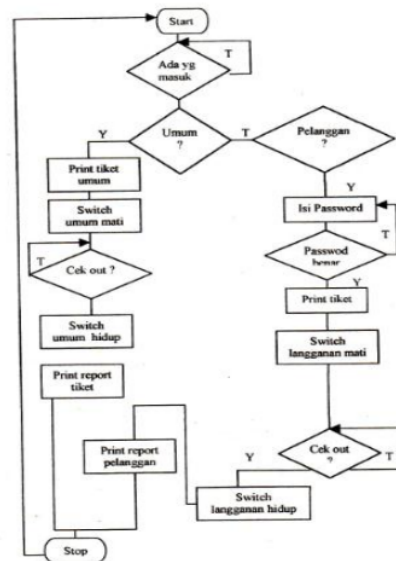 Start
T
Ada yg
masuk
Y
Umum
?
T
Pelanggan
?
Print tiket
umum
Switch
umum mati
T
Cek out ?
Switch
umum hidup
Print report
tiket
Y
Isi Password
T
Passwod
benar
Y
Print tiket
Switch
langganan mati
Cek out
?
T
Y
Switch
langganan hidup
Print report
pelanggan
Stop